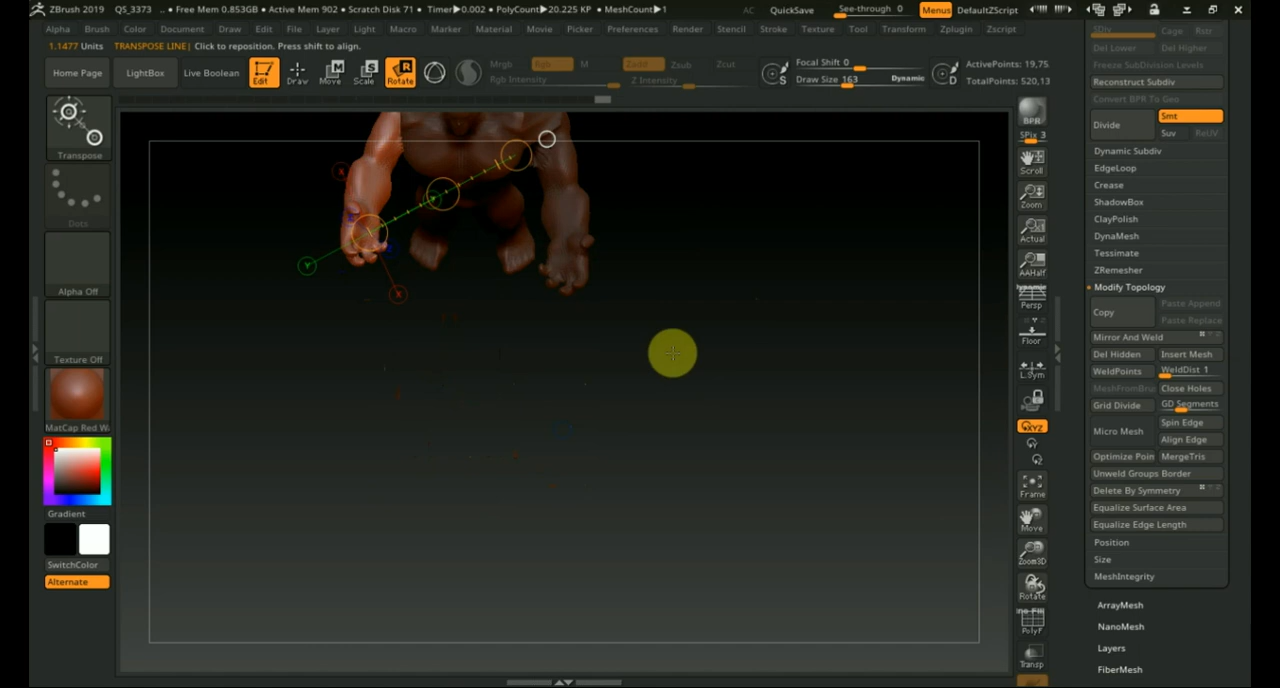 ZBrush 2019 QS_3373 .. • Free Mem 0.853GB • Active Mem 902 • Scratch Disk 71 • Timer▶0.002 • PolyCount▶20.225 KP • MeshCount▶1 AC QuickSave See-through 0 Menus DefaultZScript
Alpha Brush Color Document Draw Edit File Layer Light Macro Marker Material Movie Picker Preferences Render Stencil Stroke Texture Tool Transform Zplugin Zscript
1.1477 Units TRANSPOSE LINE| Click to reposition. Press shift to align.
Home Page LightBox Live Boolean Edit Draw Move Scale Rotate
Mrgb Rgb M Zadd Zsub Zcut
Rgb Intensity Z Intensity
Focal Shift 0
Draw Size 163 Dynamic
ActivePoints: 19,75
TotalPoints: 520,13
Transpose
Dots
Alpha Off
Texture Off
MatCap Red W
Gradient
SwitchColor
Alternate
X
Y
X
S
D
BPR
SPix 3
Scroll
Zoom
Actual
AAHalf
Dynamic
Persp
Floor
L.Sym
XYZ
Frame
Move
Zoom3D
Rotate
PolyF
Transp
SDiv Cage Rstr
Del Lower Del Higher
Freeze SubDivision Levels
Reconstruct Subdiv
Convert BPR To Geo
Divide Smt
Suv ReUV
Dynamic Subdiv
EdgeLoop
Crease
ShadowBox
ClayPolish
DynaMesh
Tessimate
ZRemesher
Modify Topology
Copy Paste Append
Paste Replace
Mirror And Weld
Del Hidden Insert Mesh
WeldPoints WeldDist 1
MeshFromBru Close Holes
Grid Divide GD Segments
Micro Mesh Spin Edge
Align Edge
Optimize Poin MergeTris
Unweld Groups Border
Delete By Symmetry
Equalize Surface Area
Equalize Edge Length
Position
Size
MeshIntegrity
ArrayMesh
NanoMesh
Layers
FiberMesh